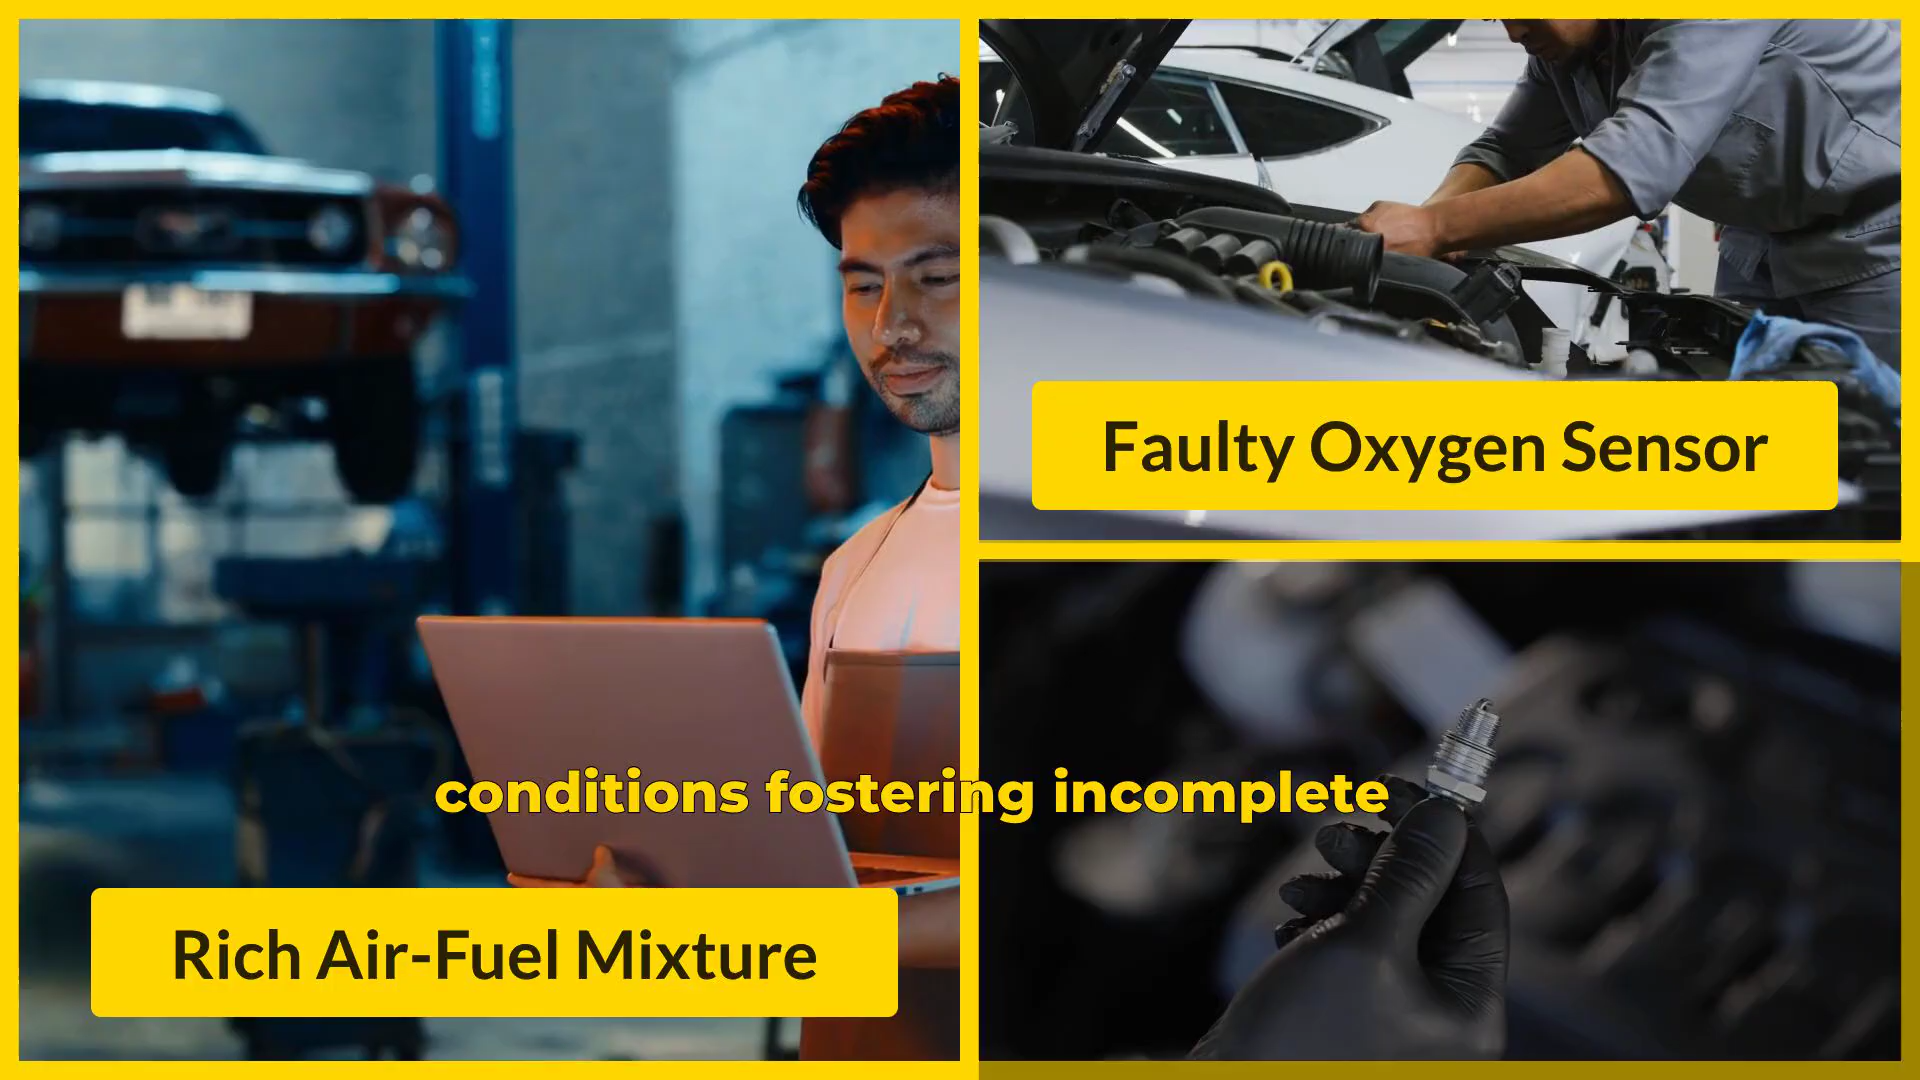 Faulty Oxygen Sensor
conditions fostering incomplete
Rich Air-Fuel Mixture